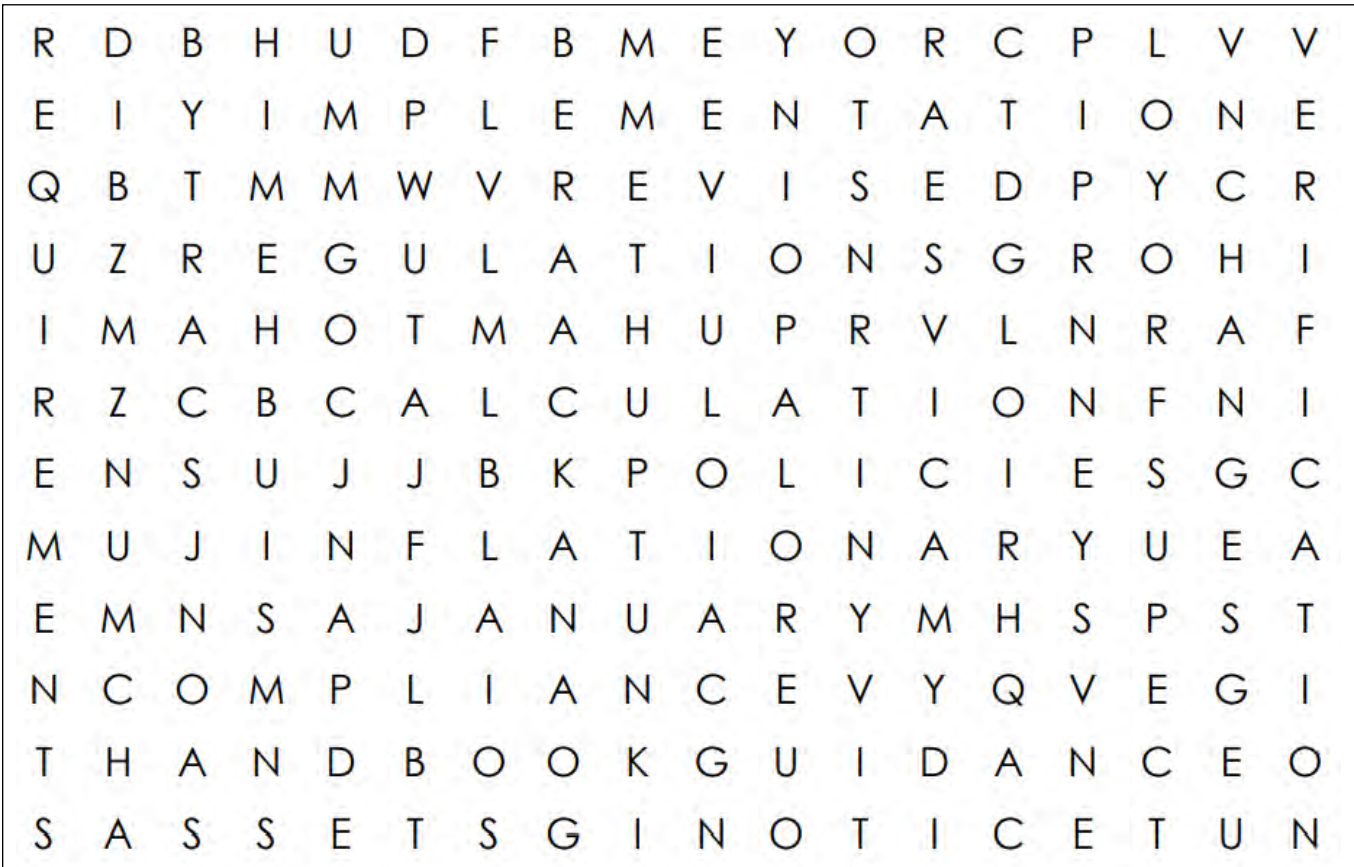 R D B H U D F B M E Y O R C P L V V
E I Y I M P L E M E N T A T I O N E
Q B T M M W V R E V I S E D P Y C R
U Z R E G U L A T I O N S G R O H I
I M A H O T M A H U P R V L N R A F
R Z C B C A L C U L A T I O N F N I
E N S U J J B K P O L I C I E S G C
M U J I N F L A T I O N A R Y U E A
E M N S A J A N U A R Y M H S P S T
N C O M P L I A N C E V Y Q V E G I
T H A N D B O O K G U I D A N C E O
S A S S E T S G I N O T I C E T U N